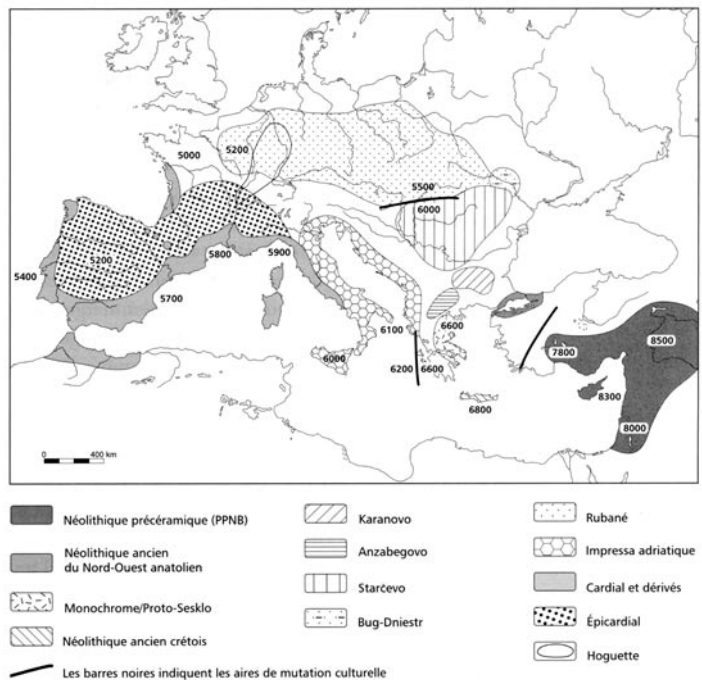 5000
5200
5500
6000
5200
5400
5800
5900
5700
6100
6600
6000
6200
6600
6800
7800
8500
8300
8000
0 400 km
Néolithique précéramique (PPNB)
Néolithique ancien
du Nord-Ouest anatolien
Monochrome/Proto-Sesklo
Néolithique ancien crétois
Les barres noires indiquent les aires de mutation culturelle
Karanovo
Anzabegovo
Starčevo
Bug-Dniestr
Rubané
Impressa adriatique
Cardial et dérivés
Épicardial
Hoguette